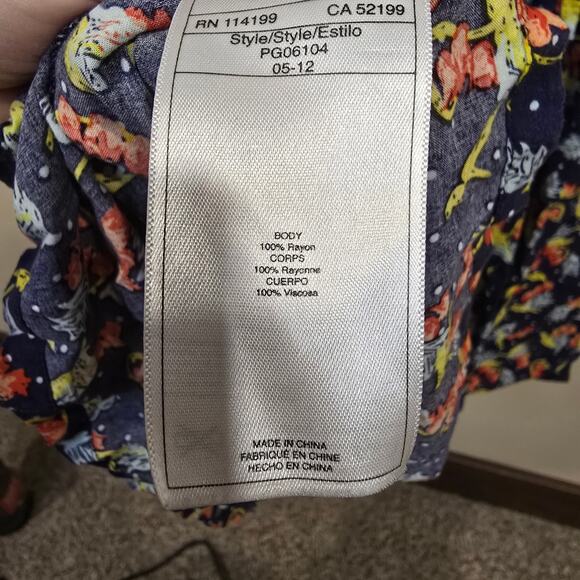 RN 114199 CA 52199
Style/Style/Estilo
PG06104
05-12
BODY
100% Rayon
CORPS
100% Rayonne
CUERPO
100% Viscosa
MADE IN CHINA
FABRIQUÉ EN CHINE
HECHO EN CHINA